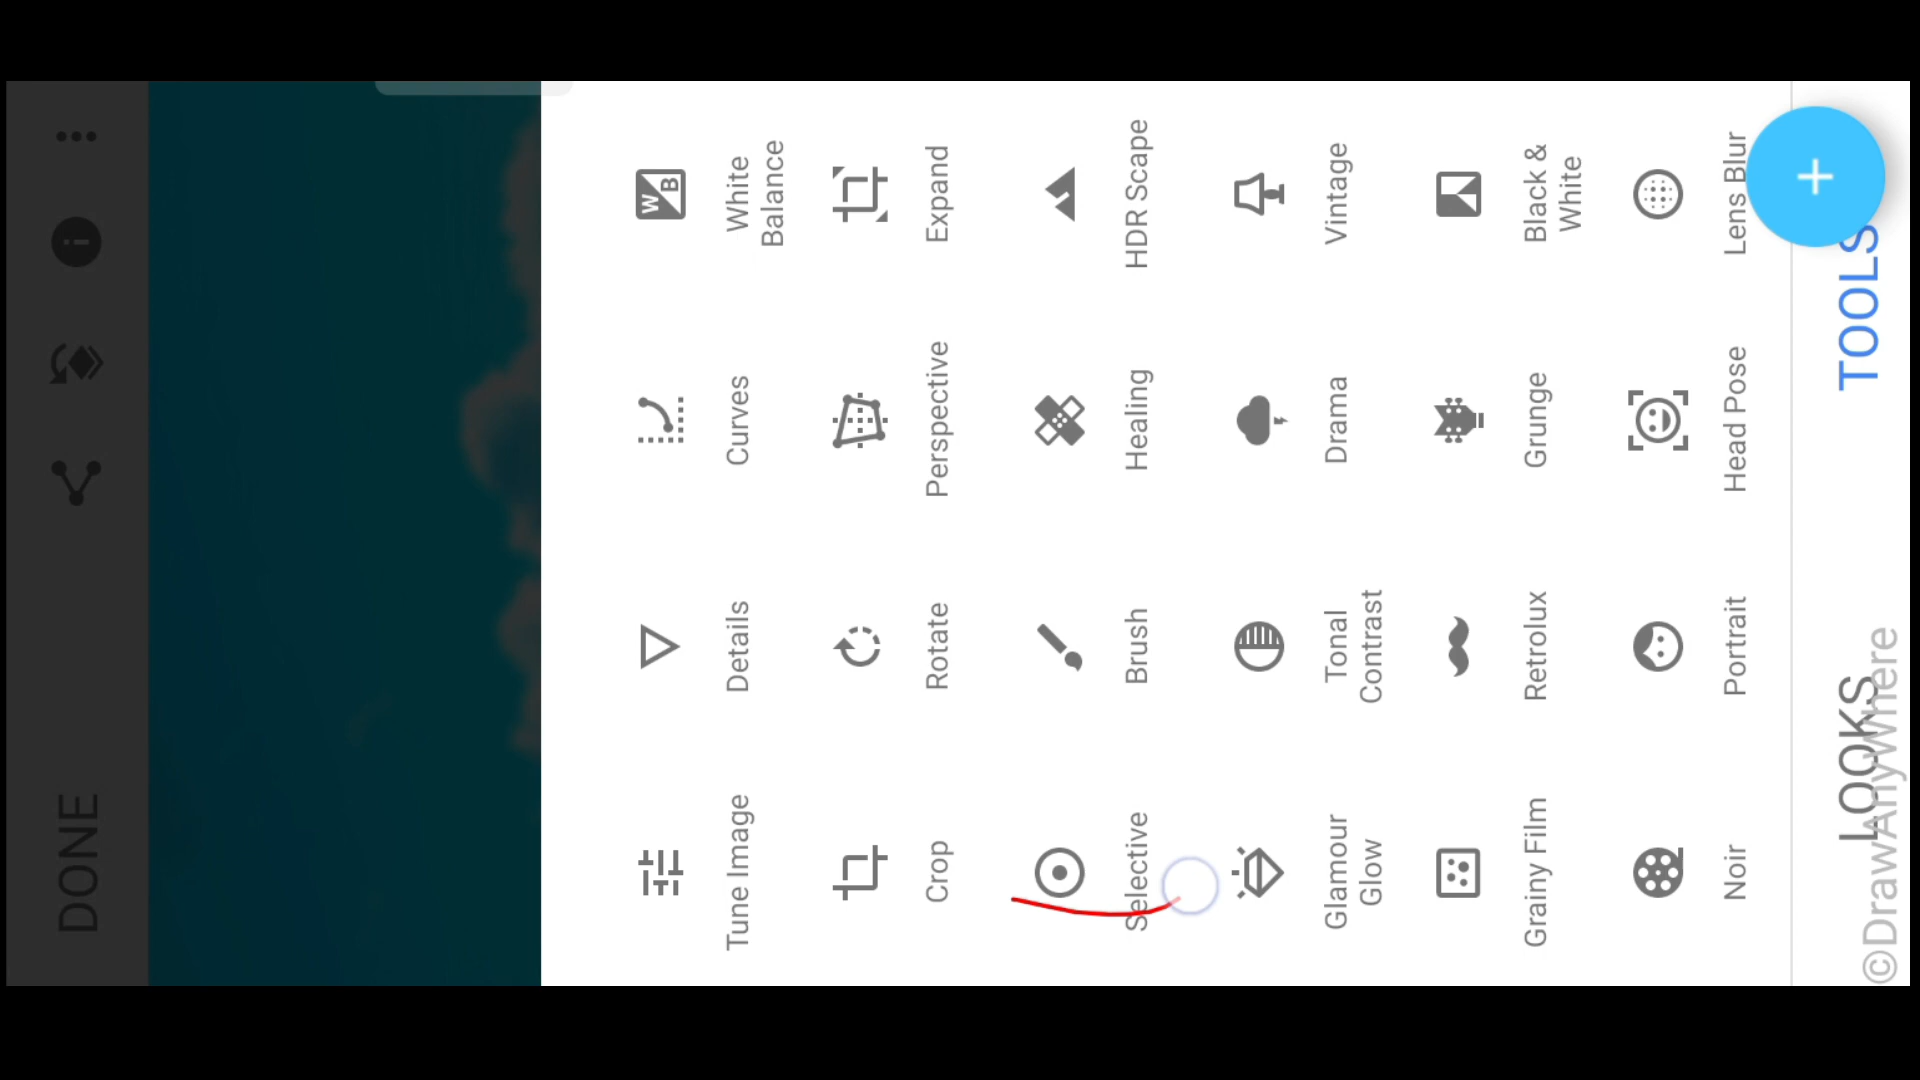 DONE
Tune Image
Details
Curves
W B
White
Balance
Crop
Rotate
Perspective
Expand
Selective
Brush
Healing
HDR Scape
Glamour
Glow
Tonal
Contrast
Drama
Vintage
Grainy Film
Retrolux
Grunge
Black &
White
Noir
Portrait
Head Pose
Lens Blur
LOOKS
TOOLS
©DrawAnyWhere